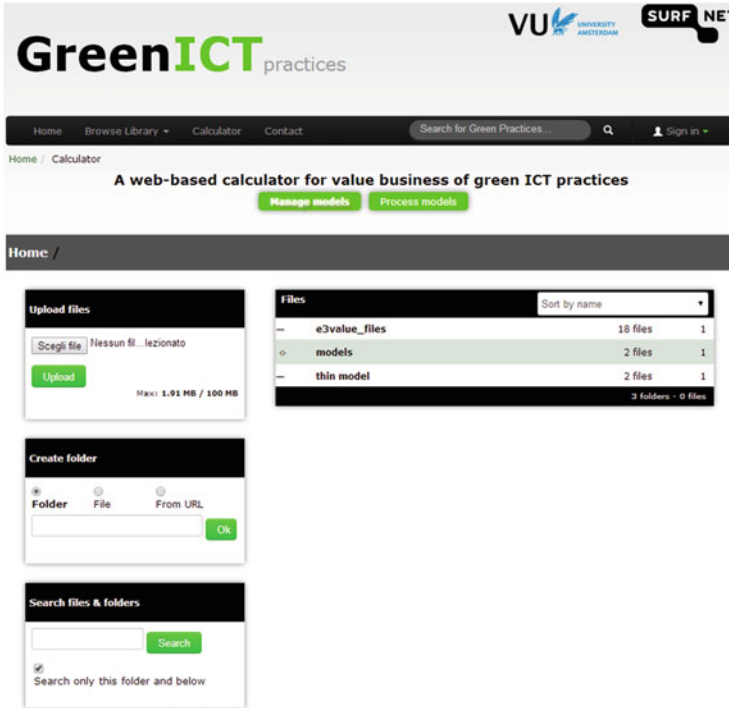 VU UNIVERSITY AMSTERDAM
SURF NET
GreenICT practices
Home Browse Library Calculator Contact Search for Green Practices... Sign in
Home / Calculator
A web-based calculator for value business of green ICT practices
Manage models Process models
Home /
Upload files
Scegli file Nessun fil...lezionato
Upload
Max: 1.91 MB / 100 MB
Create folder
Folder File From URL
Ok
Search files & folders
Search
Search only this folder and below
Files Sort by name
e3value_files 18 files 1
models 2 files 1
thin model 2 files 1
3 folders - 0 files